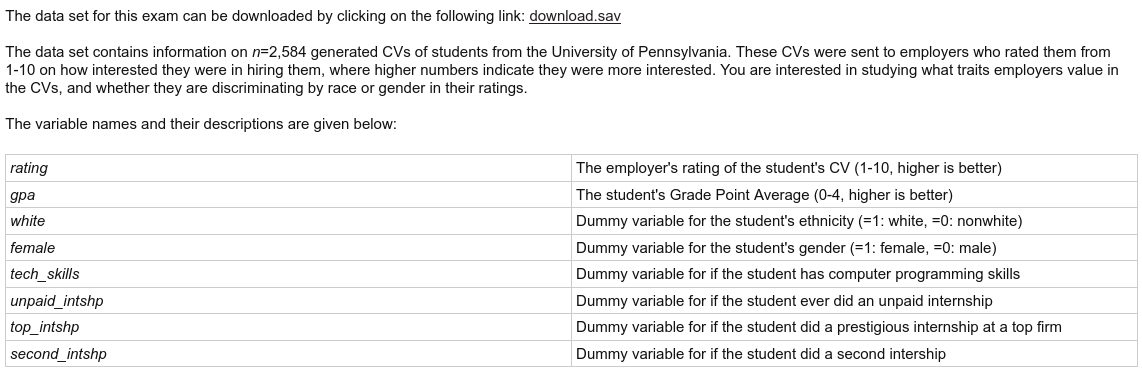 The data set for this exam can be downloaded by clicking on the following link: download.sav
The data set contains information on n=2,584 generated CVs of students from the University of Pennsylvania. These CVs were sent to employers who rated them from
1-10 on how interested they were in hiring them, where higher numbers indicate they were more interested. You are interested in studying what traits employers value in
the CVs, and whether they are discriminating by race or gender in their ratings.
The variable names and their descriptions are given below:
rating The employer's rating of the student's CV (1-10, higher is better)
gpa The student's Grade Point Average (0-4, higher is better)
white Dummy variable for the student's ethnicity (=1: white, =0: nonwhite)
female Dummy variable for the student's gender (=1: female, =0: male)
tech_skills Dummy variable for if the student has computer programming skills
unpaid_intshp Dummy variable for if the student ever did an unpaid internship
top_intshp Dummy variable for if the student did a prestigious internship at a top firm
second_intshp Dummy variable for if the student did a second intership